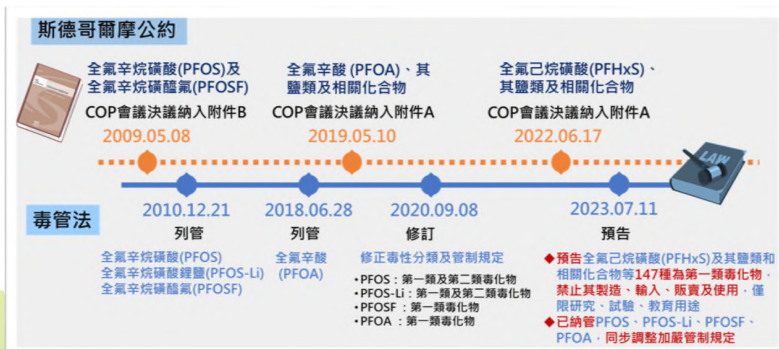 斯德哥爾摩公約
全氟辛烷磺酸(PFOS)及
全氟辛烷磺醯氟(PFOSF)
COP會議決議納入附件B
2009.05.08
全氟辛酸 (PFOA)、其
鹽類及相關化合物
COP會議決議納入附件A
2019.05.10
全氟己烷磺酸(PFHxS)、
其鹽類及相關化合物
COP會議決議納入附件A
2022.06.17
LAW
毒管法
2010.12.21
列管
全氟辛烷磺酸(PFOS)
全氟辛烷磺酸鋰鹽(PFOS-Li)
全氟辛烷磺醯氟(PFOSF)
2018.06.28
列管
全氟辛酸
(PFOA)
2020.09.08
修訂
修正毒性分類及管制規定
•PFOS：第一類及第二類毒化物
•PFOS-Li：第一類及第二類毒化物
•PFOSF：第一類毒化物
•PFOA ：第一類毒化物
2023.07.11
預告
◆預告全氟己烷磺酸(PFHxS)及其鹽類和
相關化合物等147種為第一類毒化物，
禁止其製造、輸入、販賣及使用，僅
限研究、試驗、教育用途
◆已納管PFOS、PFOS-Li、PFOSF、
PFOA，同步調整加嚴管制規定